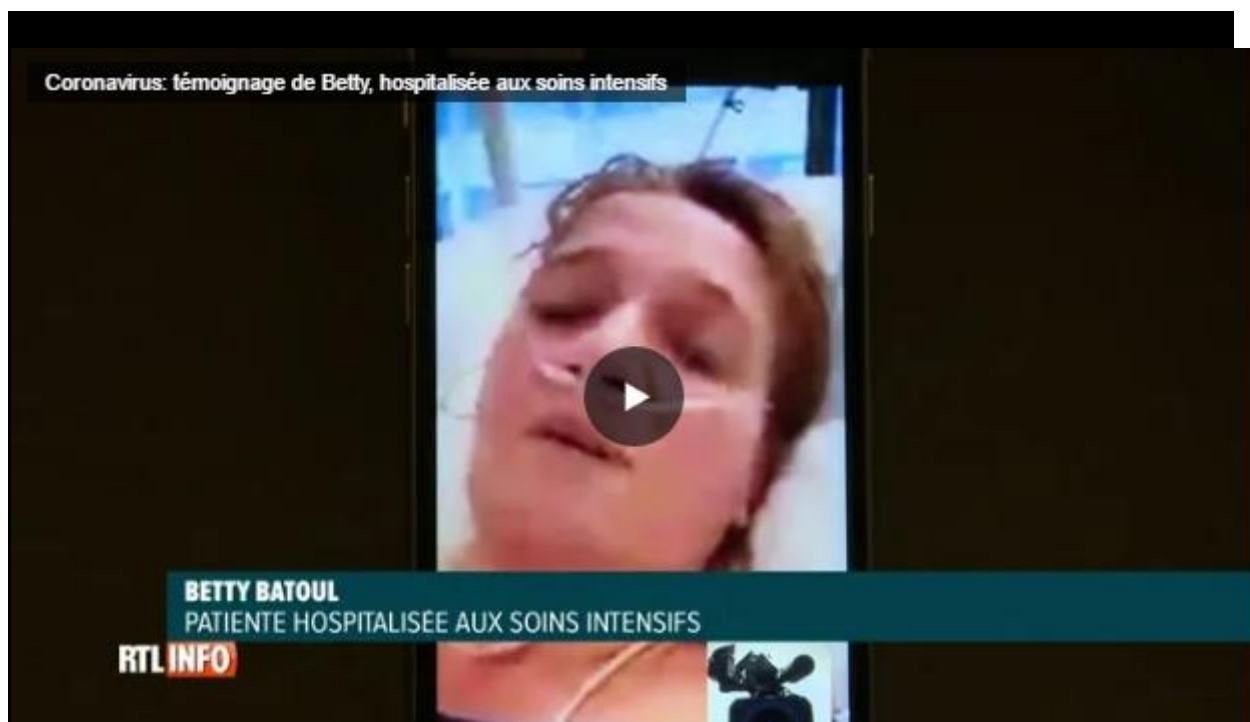 Coronavirus: témoignage de Betty, hospitalisée aux soins intensifs
BETTY BATOUL
PATIENTE HOSPITALISÉE AUX SOINS INTENSIFS
RTL INFO